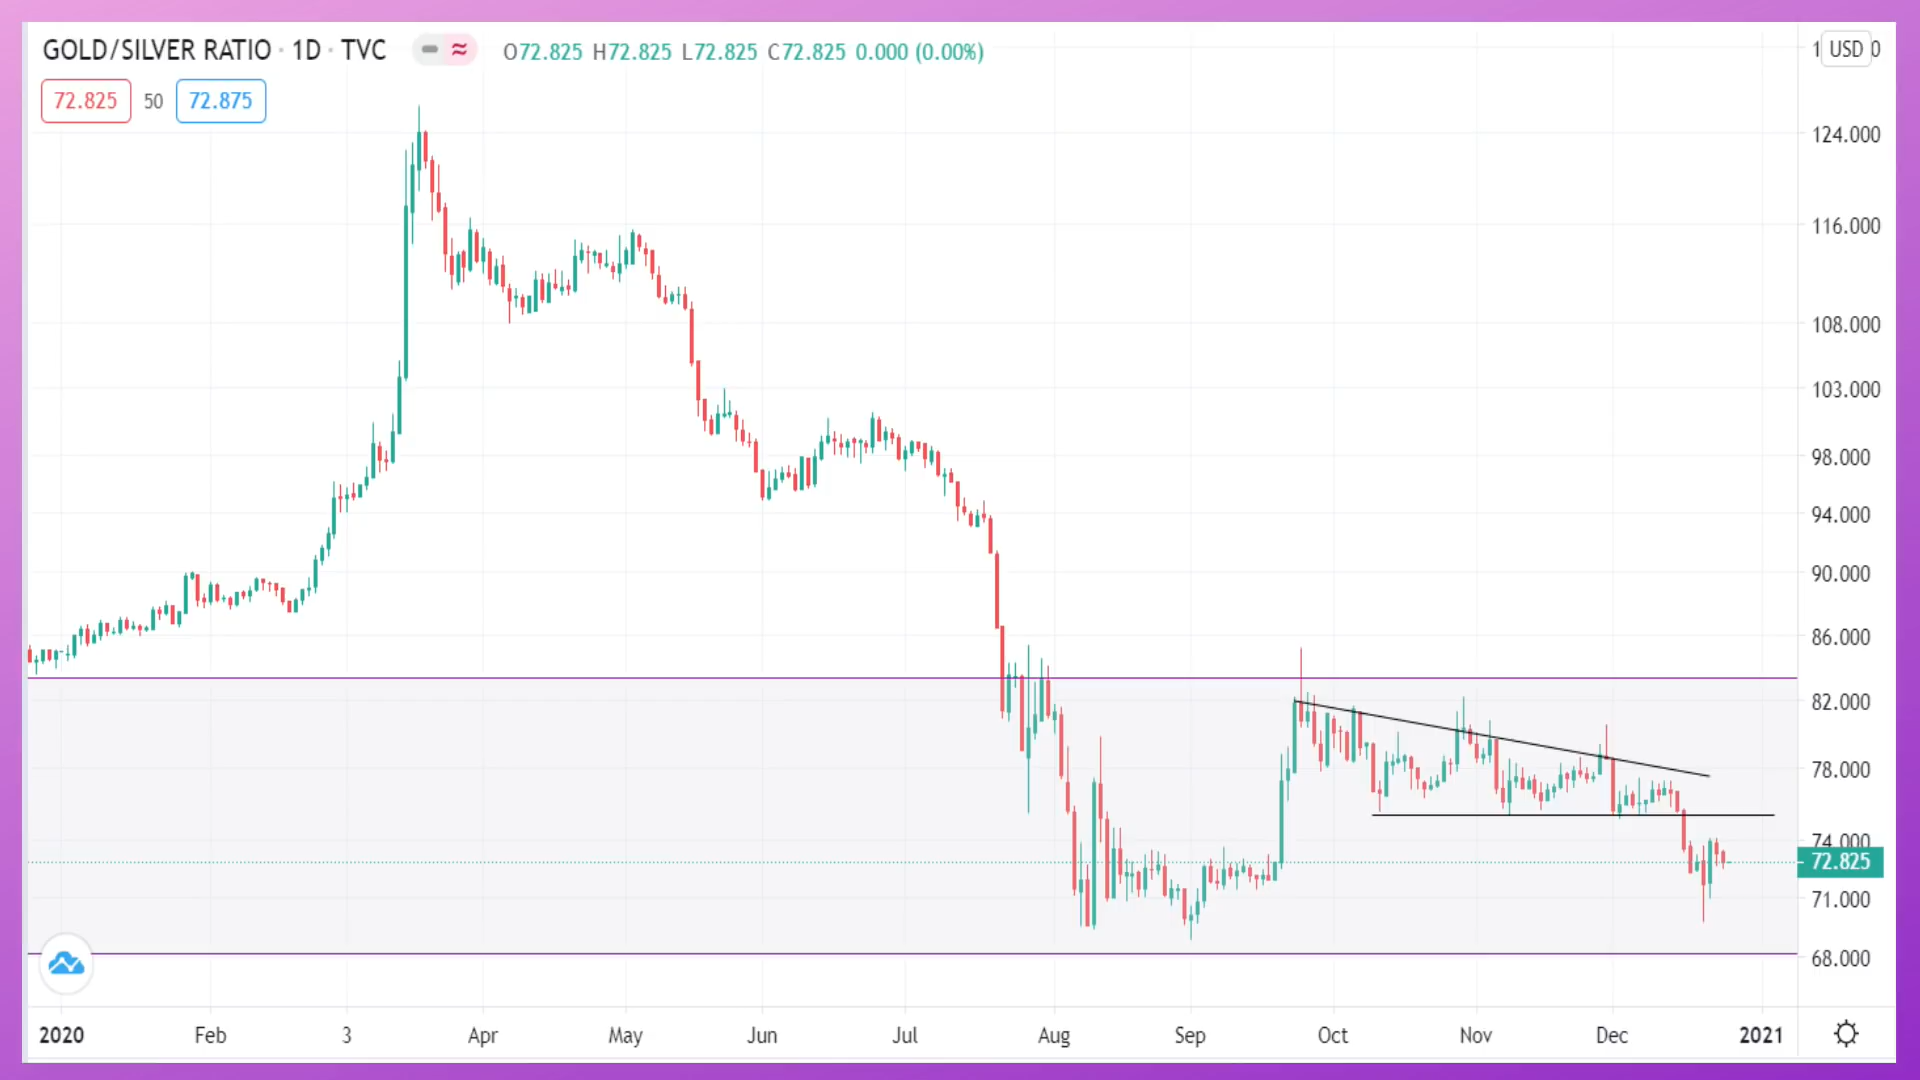 GOLD/SILVER RATIO · 1D · TVC
O72.825 H72.825 L72.825 C72.825 0.000 (0.00%)
72.825 50 72.875
USD
124.000
116.000
108.000
103.000
98.000
94.000
90.000
86.000
82.000
78.000
74.000
72.825
71.000
68.000
2020 Feb 3 Apr May Jun Jul Aug Sep Oct Nov Dec 2021